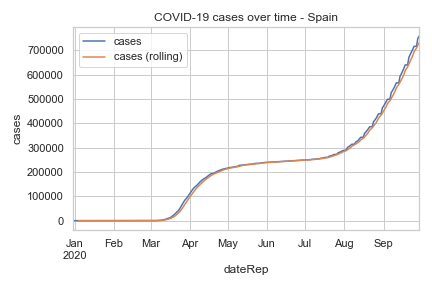 COVID-19 cases over time - Spain
cases
cases (rolling)
700000
600000
500000
400000
300000
200000
100000
0
cases
Jan Feb Mar Apr May Jun Jul Aug Sep
2020
dateRep